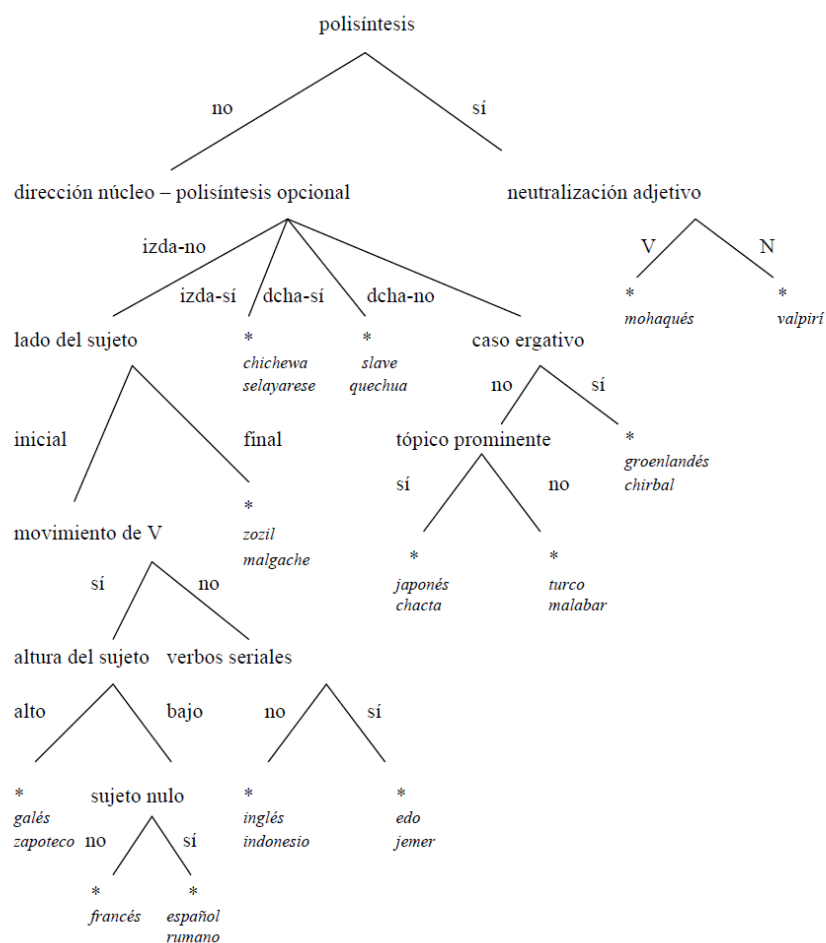 polisíntesis
no sí
dirección núcleo – polisíntesis opcional neutralización adjetivo
izda-no V N
izda-sí dcha-sí dcha-no * *
mohaqués valpirí
lado del sujeto * * caso ergativo
chichewa slave
selayarese quechua no sí
inicial final tópico prominente *
groenlandés
sí no chirbal
*
movimiento de V zozil
malgache * *
japonés turco
sí no chacta malabar
altura del sujeto verbos seriales
alto bajo no sí
* sujeto nulo * *
galés inglés edo
zapoteco no sí indonesio jemer
* *
francés español
rumano